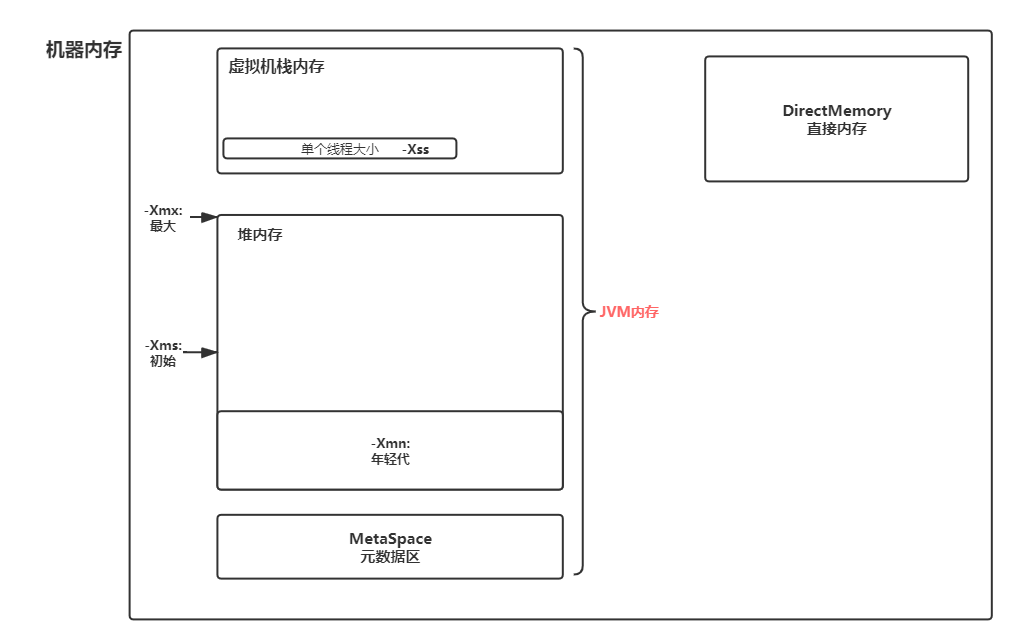 机器内存
虚拟机栈内存
单个线程大小 -Xss
DirectMemory
直接内存
-Xmx:
最大
堆内存
JVM内存
-Xms:
初始
-Xmn:
年轻代
MetaSpace
元数据区